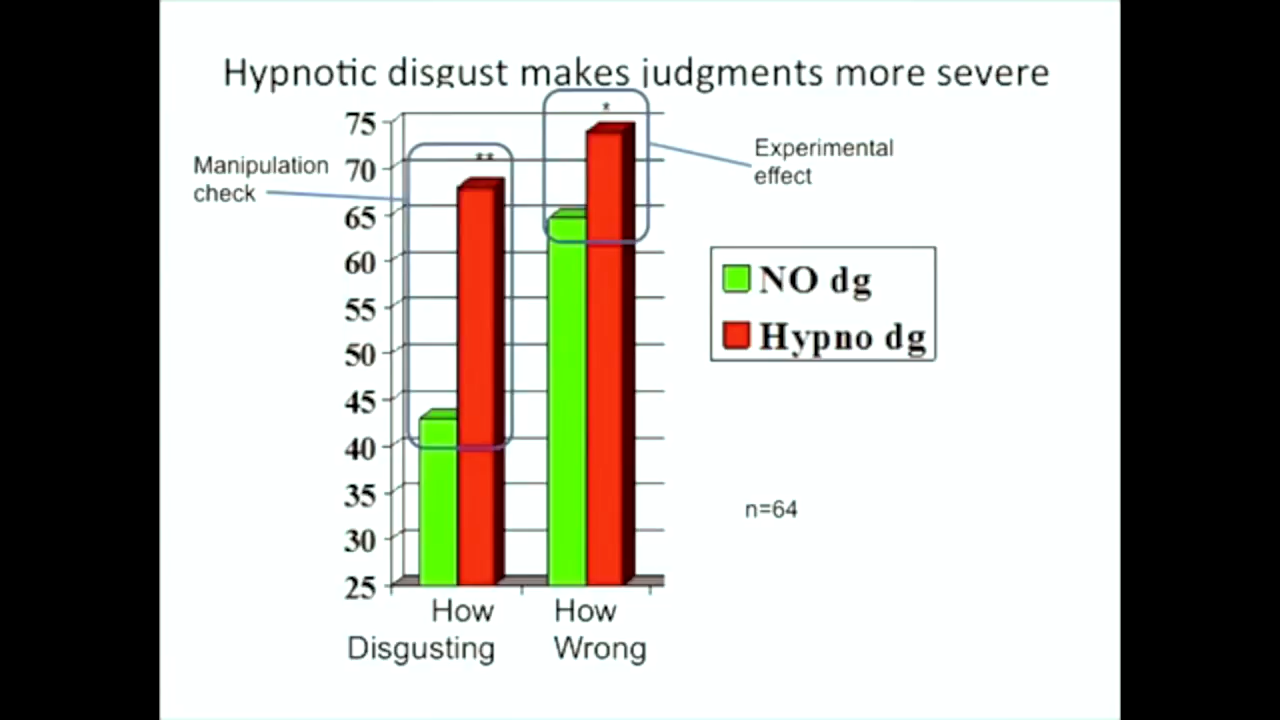 Hypnotic disgust makes judgments more severe
Manipulation
check
**
*
Experimental
effect
75
70
65
60
55
50
45
40
35
30
25
NO dg
Hypno dg
n=64
How
Disgusting
How
Wrong